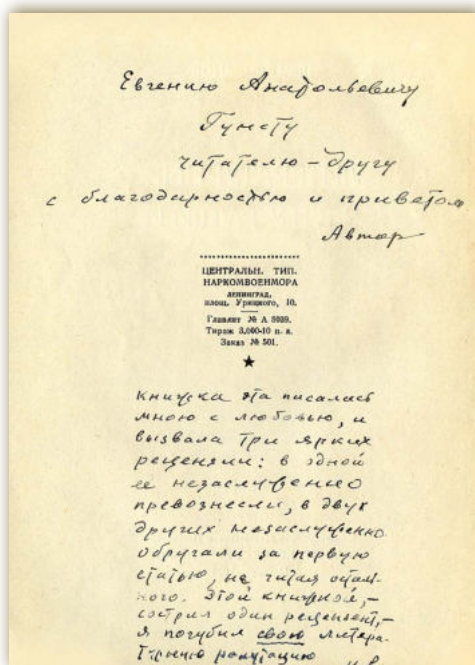 Евгению Анатольевичу
Гунсту
читателю-другу
с благодарностью и приветом
Автор
ЦЕНТРАЛЬН. ТИП.
НАРКОМВОЕНМОРА
ЛЕНИНГРАД,
площ. Урицкого, 10.
Главлит № А 5039.
Тираж 3,000-10 п. л.
Заказ № 501.
книжка эта писалась
мною с любовью, и
вызвала три ярких
рецензии: в одной
ее незаслуженно
превознесли, в двух
других незаслуженно
обругали за первую
статью, не читая осталь-
ного. Этой книжкой,-
сострил один рецензент,-
я погубил свою литера-
турную репутацию